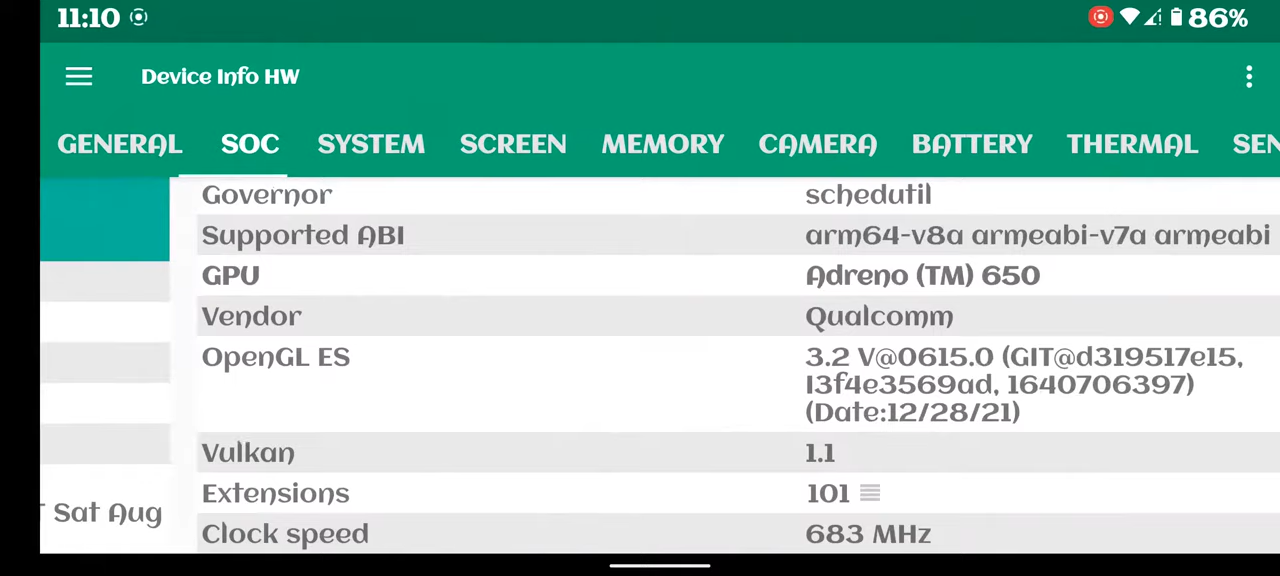 11:10 86%
Device Info HW
GENERAL SOC SYSTEM SCREEN MEMORY CAMERA BATTERY THERMAL SEN
Governor schedutil
Supported ABI arm64-v8a armeabi-v7a armeabi
GPU Adreno (TM) 650
Vendor Qualcomm
OpenGL ES 3.2 V@0615.0 (GIT@d319517e15,
I3f4e3569ad, 1640706397)
(Date:12/28/21)
Vulkan 1.1
Extensions 101
Sat Aug
Clock speed 683 MHz